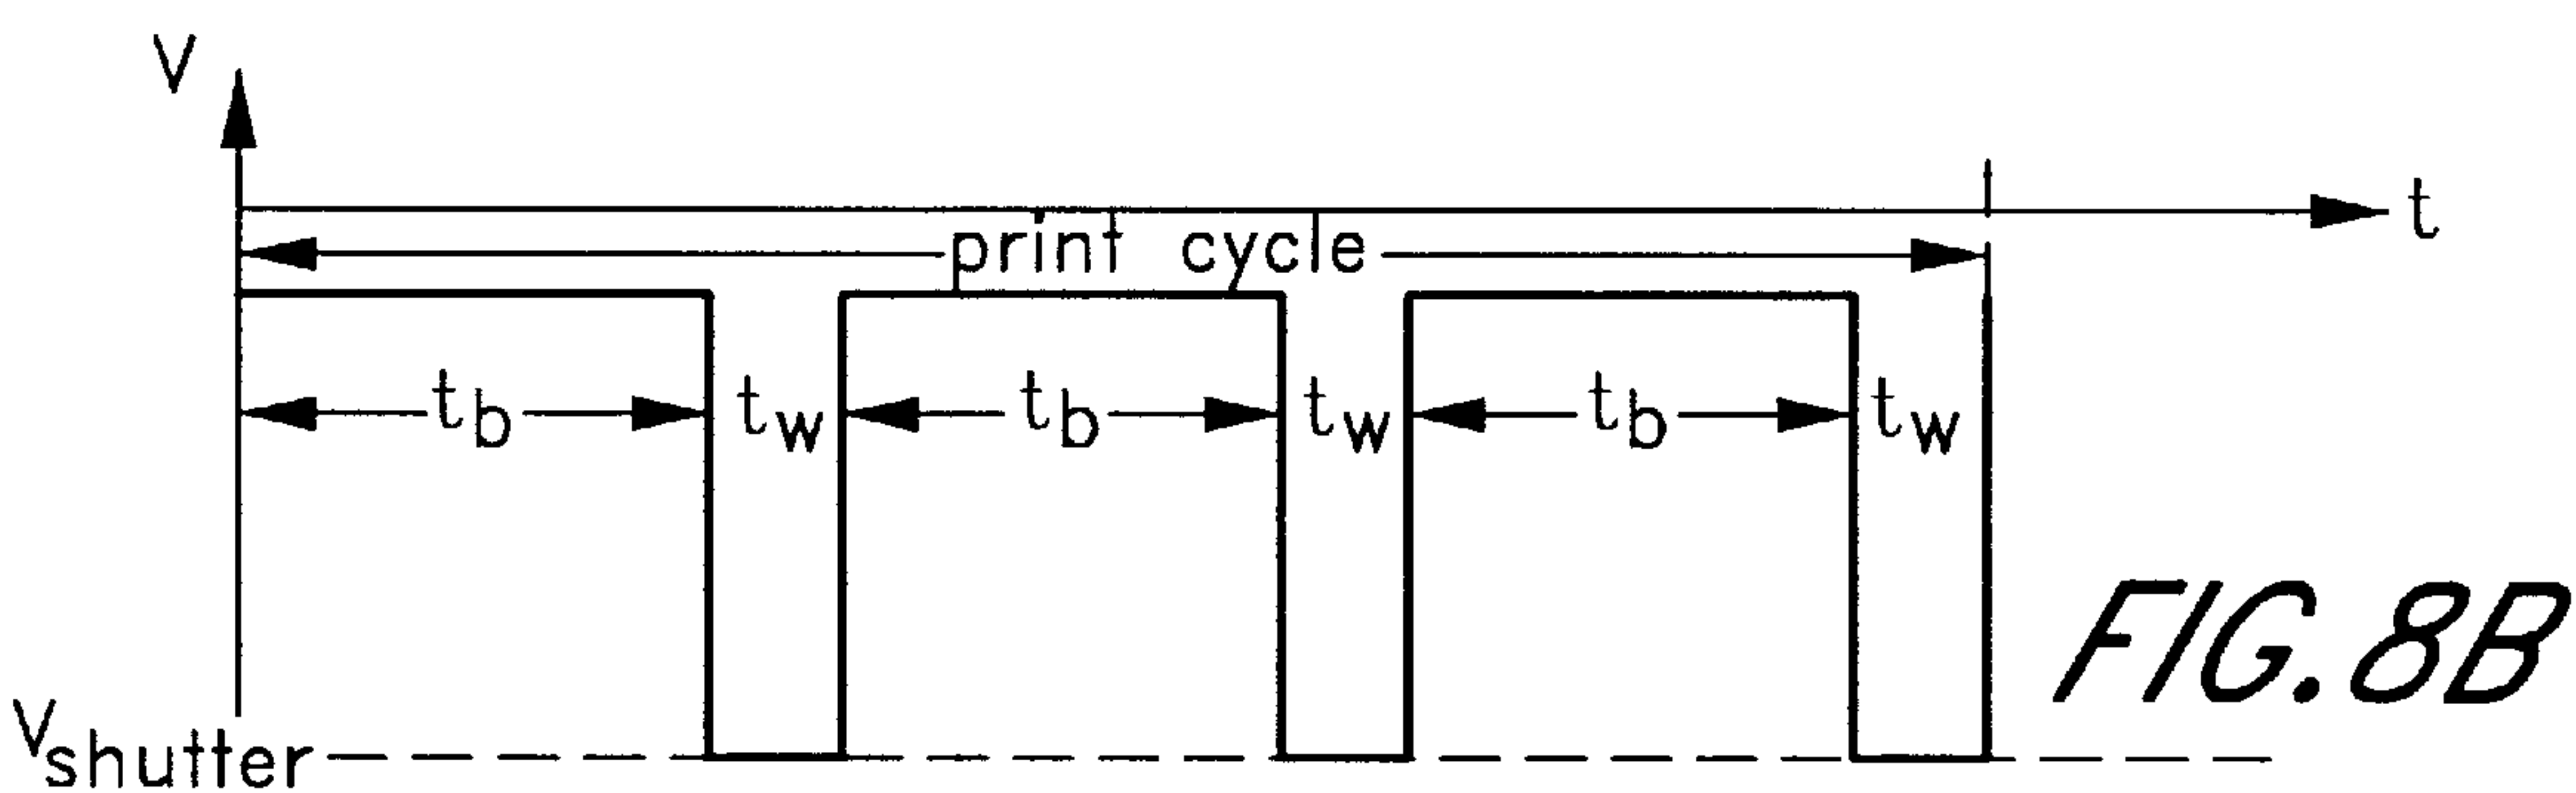 V
t
print cycle
tb tw tb tw tb tw
Vshutter
FIG. 8B